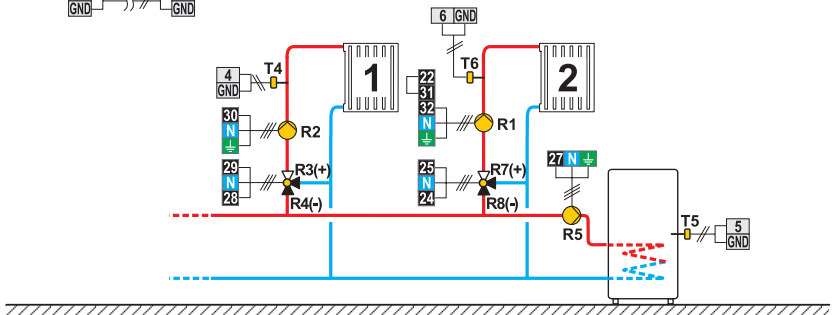 GND GND
6 GND
T4
T6
1
2
4
GND
22
31
32
N
30
N
R2
R1
27 N
29
N
28
R3(+)
R4(-)
25
N
24
R7(+)
R8(-)
R5
T5
5
GND